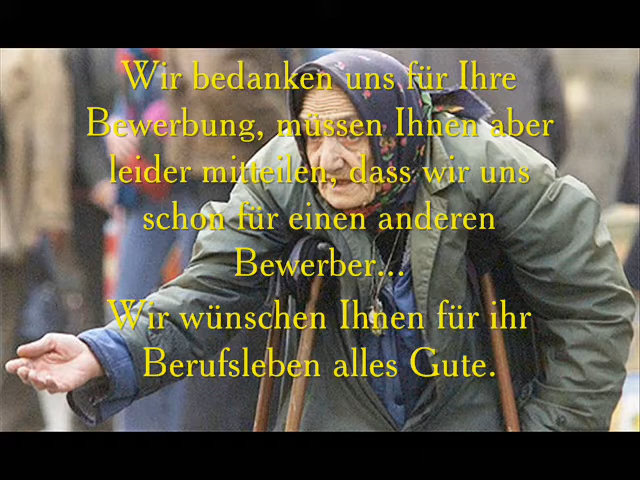 Wir bedanken uns für Ihre
Bewerbung, müssen Ihnen aber
leider mitteilen, dass wir uns
schon für einen anderen
Bewerber...
Wir wünschen Ihnen für ihr
Berufsleben alles Gute.